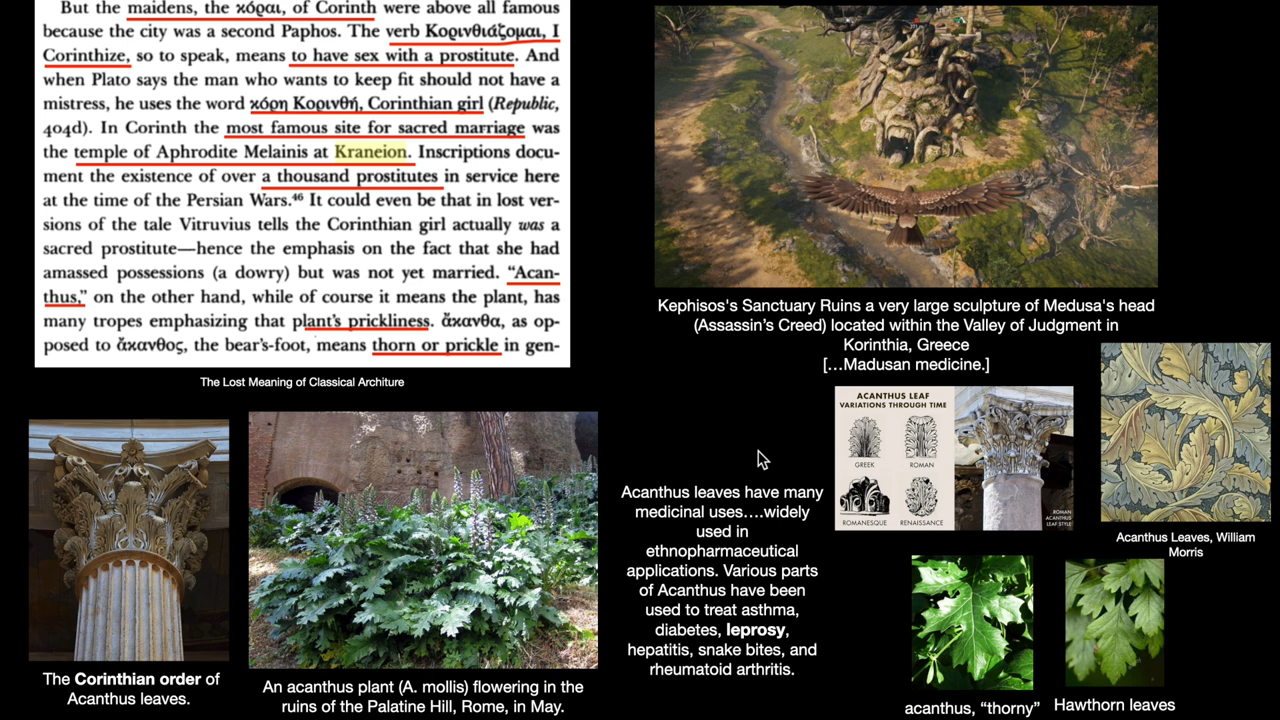 But the maidens, the κόραι, of Corinth were above all famous
because the city was a second Paphos. The verb Κορινθιάζομαι, I
Corinthize, so to speak, means to have sex with a prostitute. And
when Plato says the man who wants to keep fit should not have a
mistress, he uses the word κόρη Κορινθή, Corinthian girl (Republic,
404d). In Corinth the most famous site for sacred marriage was
the temple of Aphrodite Melainis at Kraneion. Inscriptions docu-
ment the existence of over a thousand prostitutes in service here
at the time of the Persian Wars.⁴⁶ It could even be that in lost ver-
sions of the tale Vitruvius tells the Corinthian girl actually was a
sacred prostitute—hence the emphasis on the fact that she had
amassed possessions (a dowry) but was not yet married. “Acan-
thus,” on the other hand, while of course it means the plant, has
many tropes emphasizing that plant’s prickliness. ἄκανθα, as op-
posed to ἄκανθος, the bear’s-foot, means thorn or prickle in gen-
The Lost Meaning of Classical Architure
Kephisos's Sanctuary Ruins a very large sculpture of Medusa's head
(Assassin’s Creed) located within the Valley of Judgment in
Korinthia, Greece
[…Madusan medicine.]
The Corinthian order of
Acanthus leaves.
An acanthus plant (A. mollis) flowering in the
ruins of the Palatine Hill, Rome, in May.
Acanthus leaves have many
medicinal uses….widely
used in
ethnopharmaceutical
applications. Various parts
of Acanthus have been
used to treat asthma,
diabetes, leprosy,
hepatitis, snake bites, and
rheumatoid arthritis.
ACANTHUS LEAF
VARIATIONS THROUGH TIME
GREEK
ROMAN
ROMANESQUE
RENAISSANCE
ROMAN
ACANTHUS
LEAF STYLE
Acanthus Leaves, William
Morris
acanthus, “thorny”
Hawthorn leaves